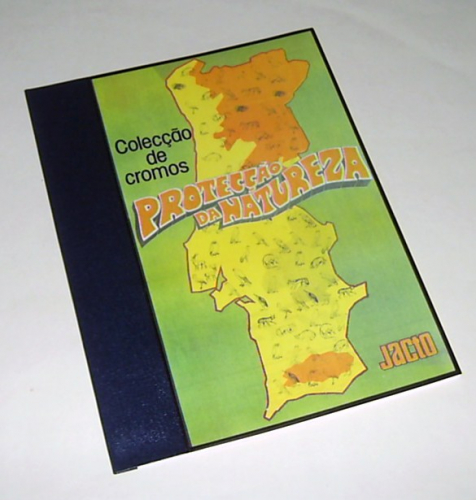 Colecção
de
cromos
PROTECÇÃO
DA NATUREZA
JACTO